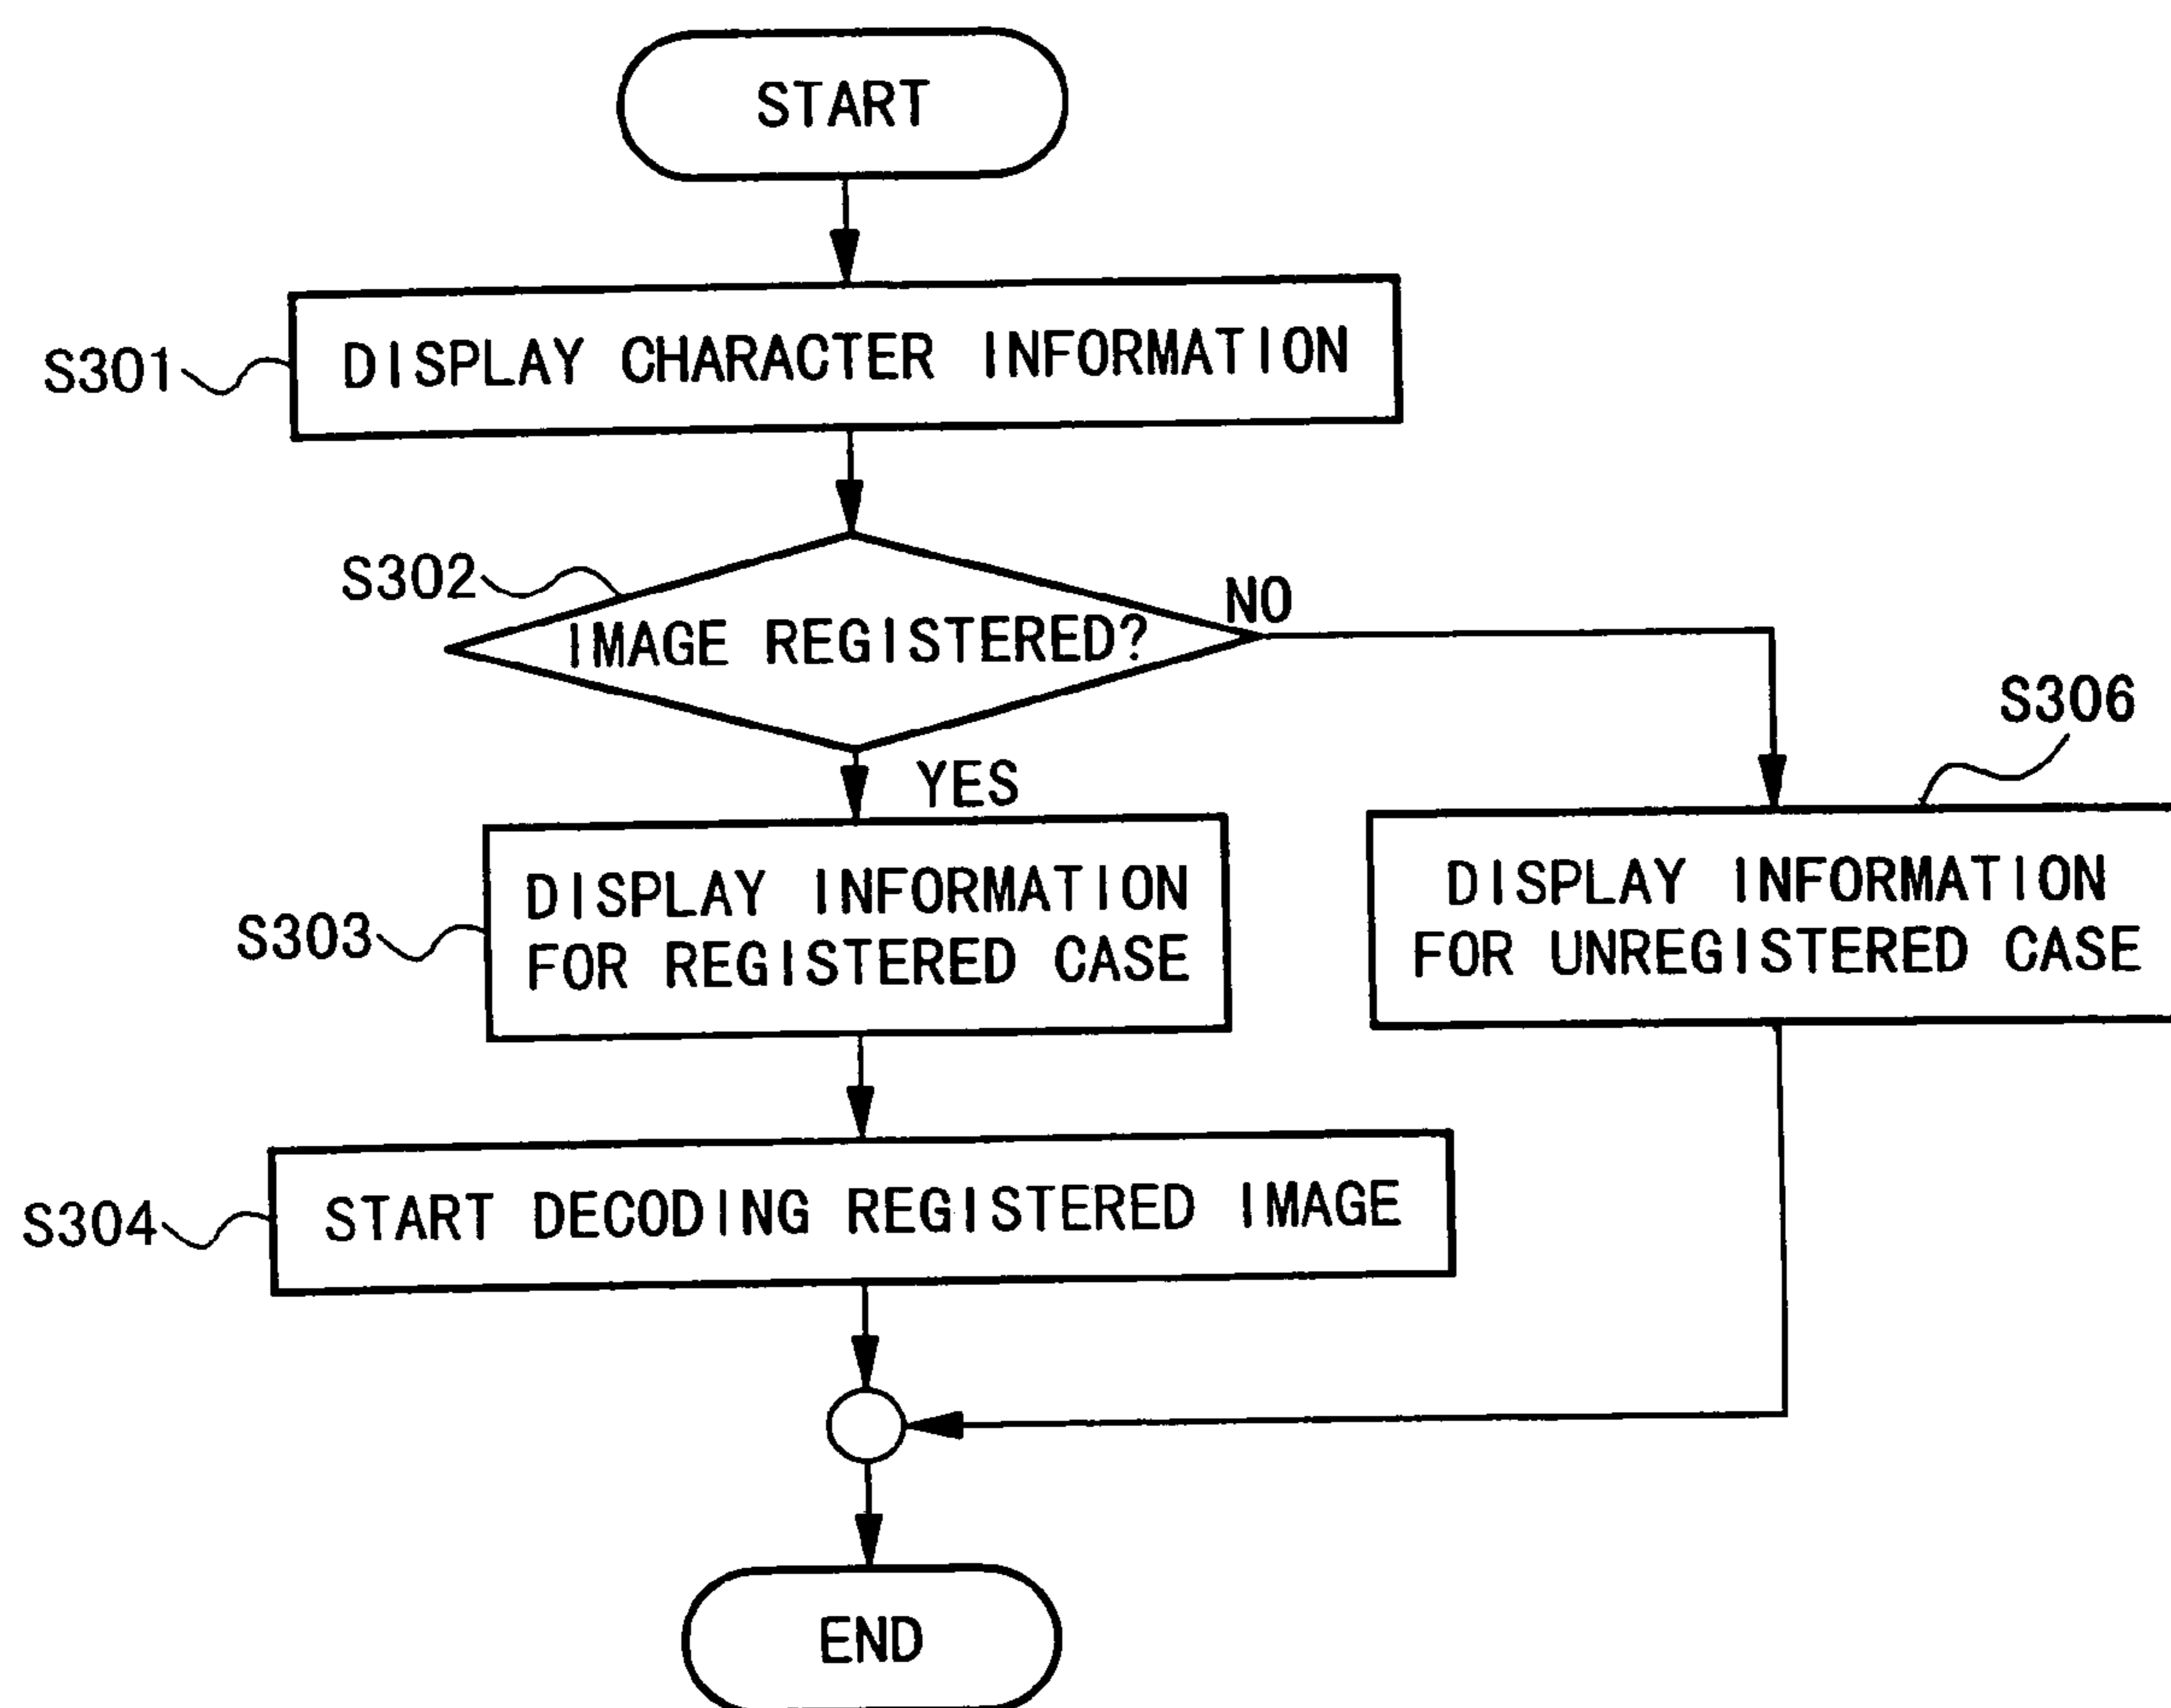 START
S301
DISPLAY CHARACTER INFORMATION
S302
IMAGE REGISTERED?
NO
YES
S306
S303
DISPLAY INFORMATION
FOR REGISTERED CASE
DISPLAY INFORMATION
FOR UNREGISTERED CASE
S304
START DECODING REGISTERED IMAGE
END